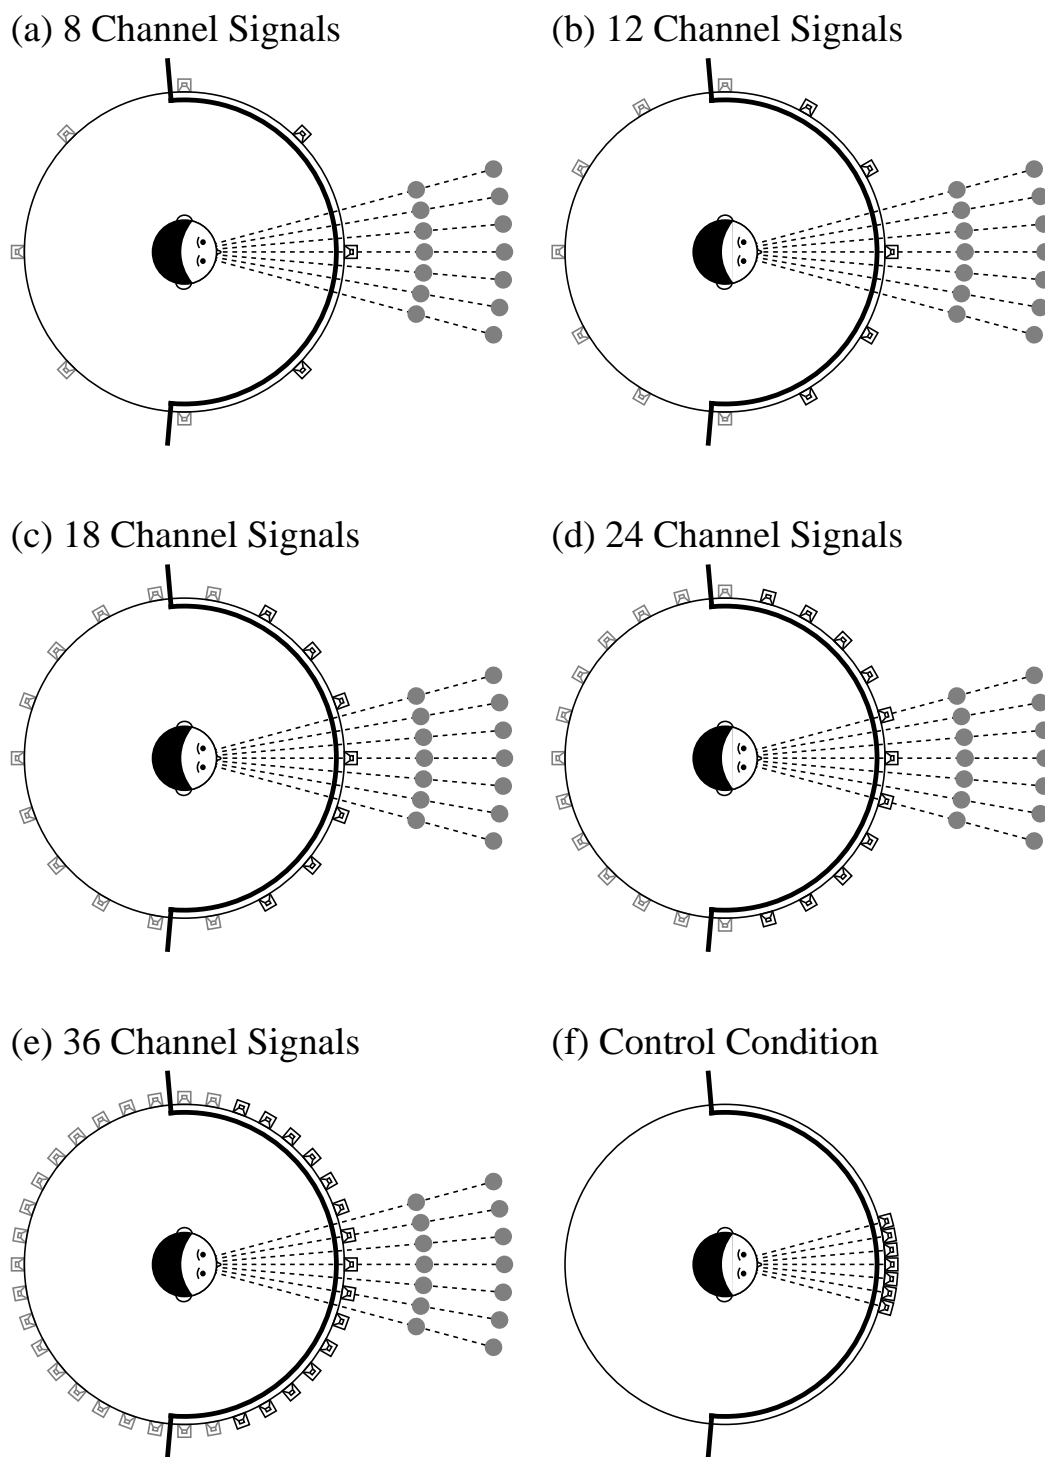 (a) 8 Channel Signals
(b) 12 Channel Signals
(c) 18 Channel Signals
(d) 24 Channel Signals
(e) 36 Channel Signals
(f) Control Condition